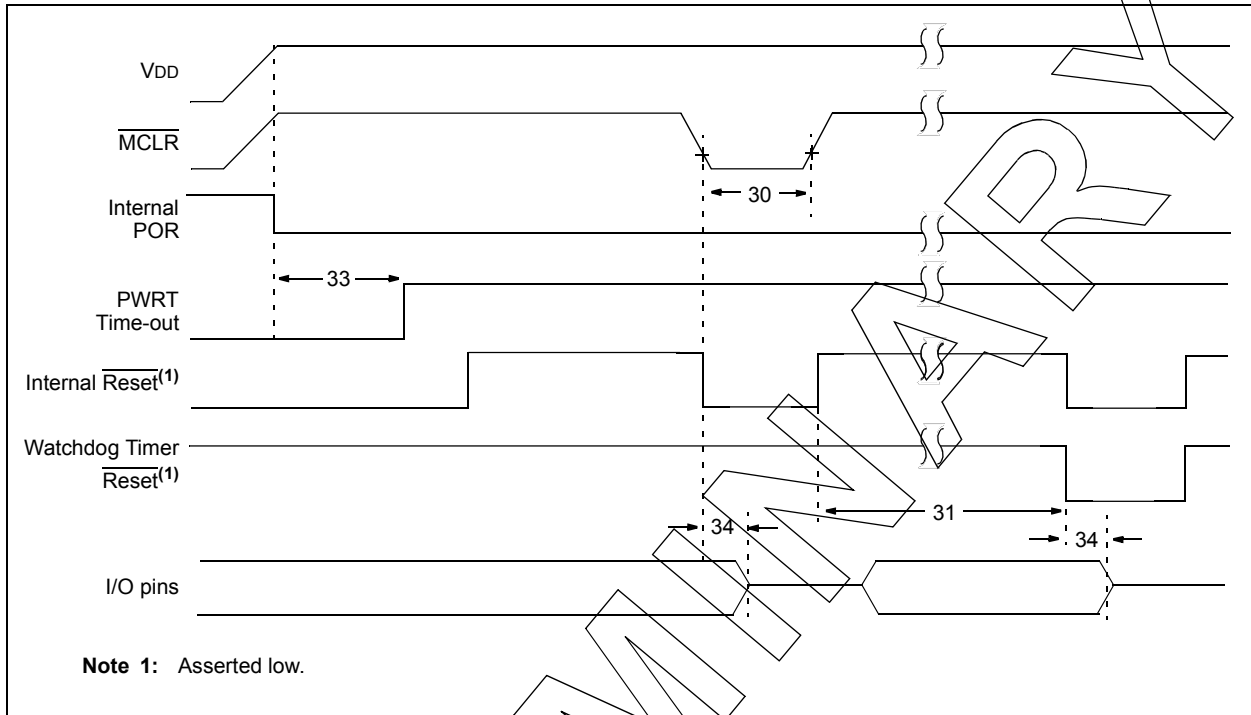 VDD
MCLR
Internal
POR
30
33
PWRT
Time-out
Internal Reset(1)
Watchdog Timer
Reset(1)
34
31
34
I/O pins
Note 1: Asserted low.
MINARY